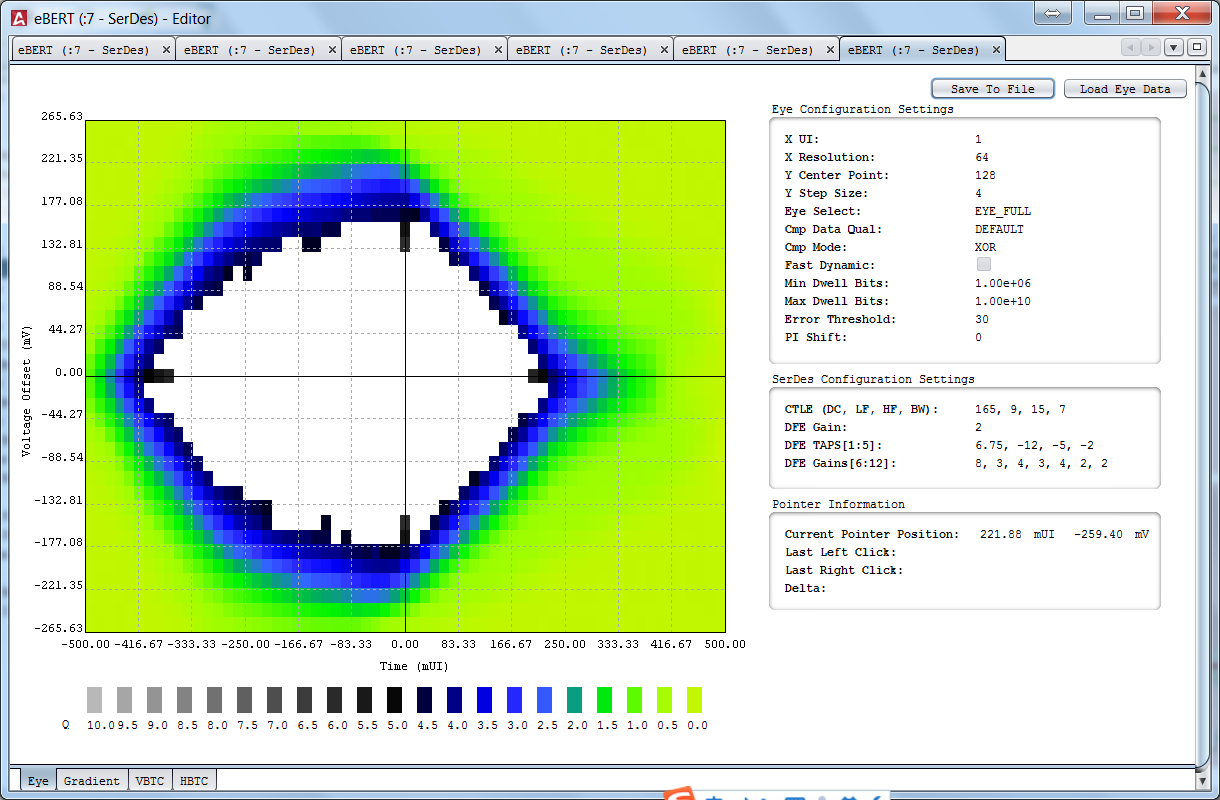 eBERT (:7 - SerDes) - Editor
eBERT (:7 - SerDes) eBERT (:7 - SerDes) eBERT (:7 - SerDes) eBERT (:7 - SerDes) eBERT (:7 - SerDes) eBERT (:7 - SerDes)
Save To File Load Eye Data
Eye Configuration Settings
X UI: 1
X Resolution: 64
Y Center Point: 128
Y Step Size: 4
Eye Select: EYE_FULL
Cmp Data Qual: DEFAULT
Cmp Mode: XOR
Fast Dynamic:
Min Dwell Bits: 1.00e+06
Max Dwell Bits: 1.00e+10
Error Threshold: 30
PI Shift: 0
SerDes Configuration Settings
CTLE (DC, LF, HF, BW): 165, 9, 15, 7
DFE Gain: 2
DFE TAPS[1:5]: 6.75, -12, -5, -2
DFE Gains[6:12]: 8, 3, 4, 3, 4, 2, 2
Pointer Information
Current Pointer Position: 221.88 mUI -259.40 mV
Last Left Click:
Last Right Click:
Delta:
265.63
221.35
177.08
132.81
88.54
44.27
0.00
-44.27
-88.54
-132.81
-177.08
-221.35
-265.63
Voltage Offset (mV)
-500.00 -416.67 -333.33 -250.00 -166.67 -83.33 0.00 83.33 166.67 250.00 333.33 416.67 500.00
Time (mUI)
Q 10.0 9.5 9.0 8.5 8.0 7.5 7.0 6.5 6.0 5.5 5.0 4.5 4.0 3.5 3.0 2.5 2.0 1.5 1.0 0.5 0.0
Eye Gradient VBTC HBTC